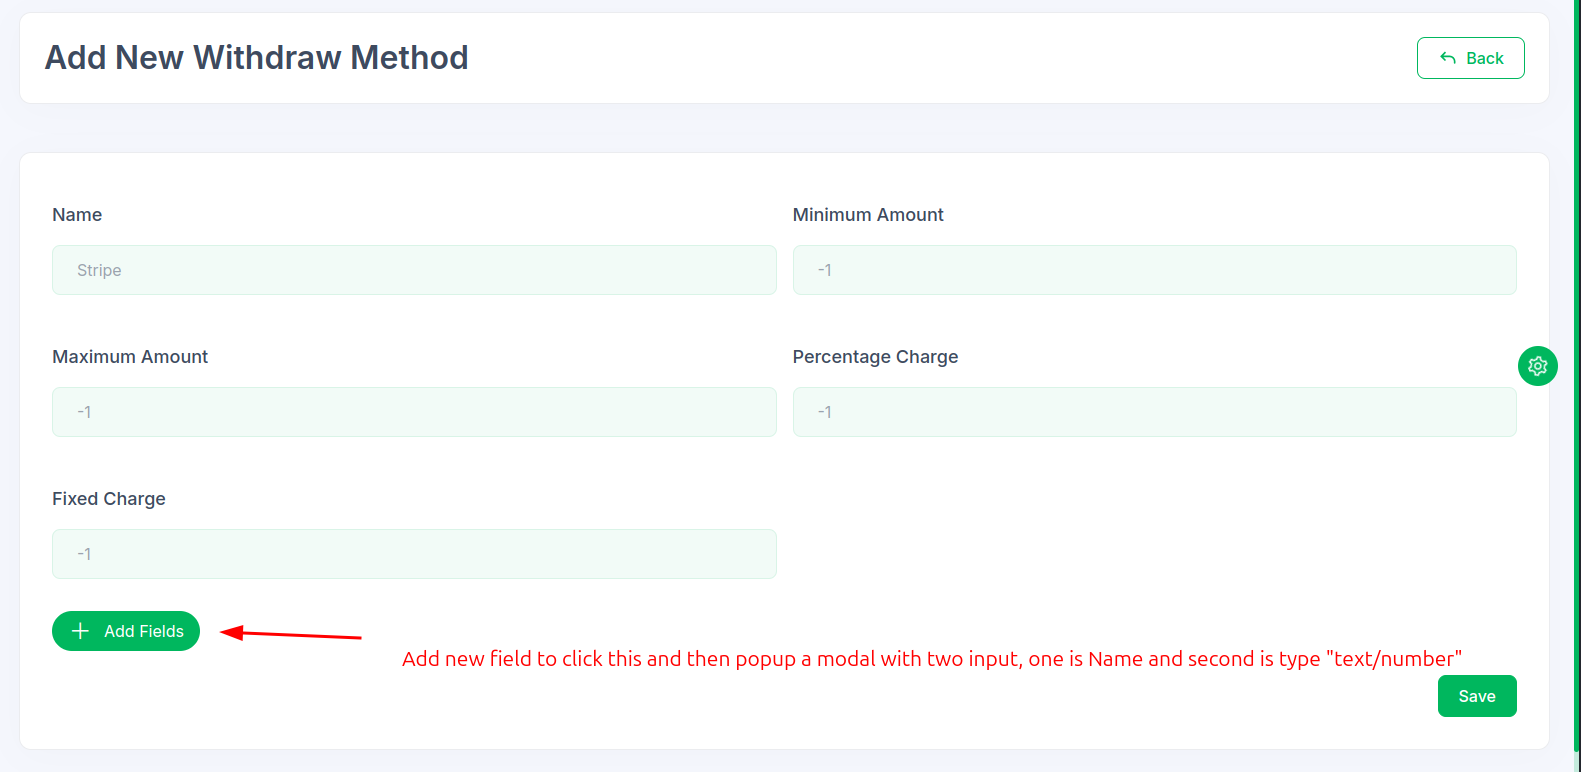 Add New Withdraw Method
Back
Name
Minimum Amount
Stripe
-1
Maximum Amount
Percentage Charge
-1
-1
Fixed Charge
-1
Add Fields
Add new field to click this and then popup a modal with two input, one is Name and second is type "text/number"
Save